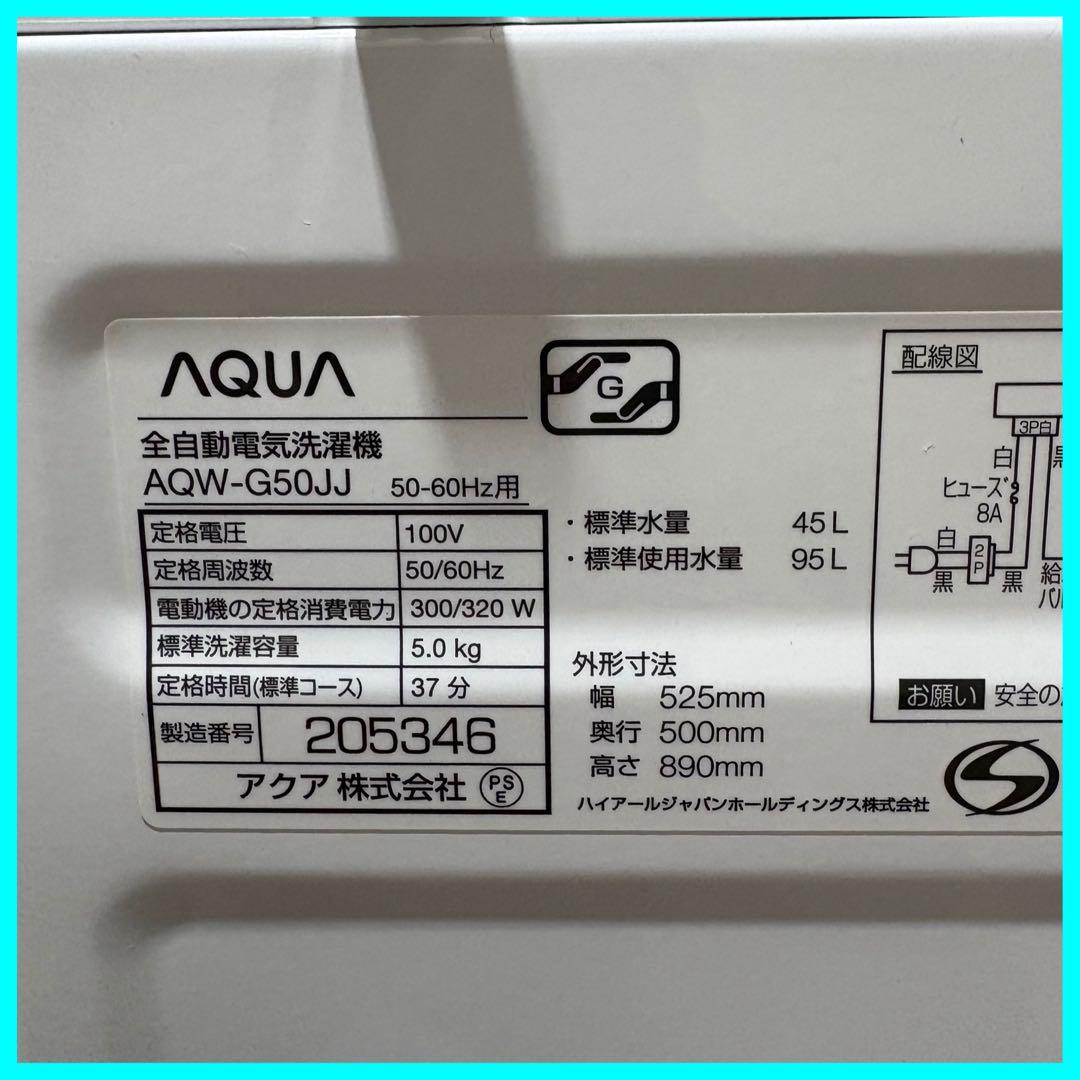 AQUA
G
全自動電気洗濯機
AQW-G50JJ 50-60Hz用
定格電圧 100V
定格周波数 50/60Hz
電動機の定格消費電力 300/320 W
標準洗濯容量 5.0 kg
定格時間(標準コース) 37 分
製造番号 205346
アクア 株式会社 PSE
・標準水量 45L
・標準使用水量 95L
外形寸法
幅 525mm
奥行 500mm
高さ 890mm
ハイアールジャパンホールディングス株式会社
配線図
3P白
白 黒
ヒューズ
8A
白
2P
黒 黒
お願い 安全の